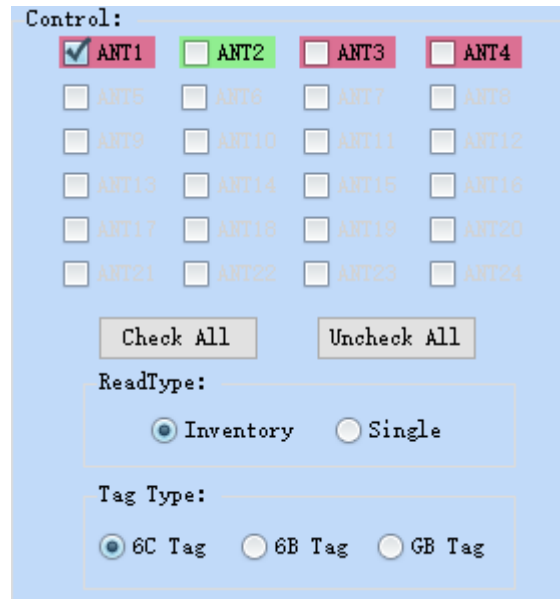 Control:
ANT1 ANT2 ANT3 ANT4
ANT5 ANT6 ANT7 ANT8
ANT9 ANT10 ANT11 ANT12
ANT13 ANT14 ANT15 ANT16
ANT17 ANT18 ANT19 ANT20
ANT21 ANT22 ANT23 ANT24
Check All Uncheck All
ReadType:
Inventory Single
Tag Type:
6C Tag 6B Tag GB Tag